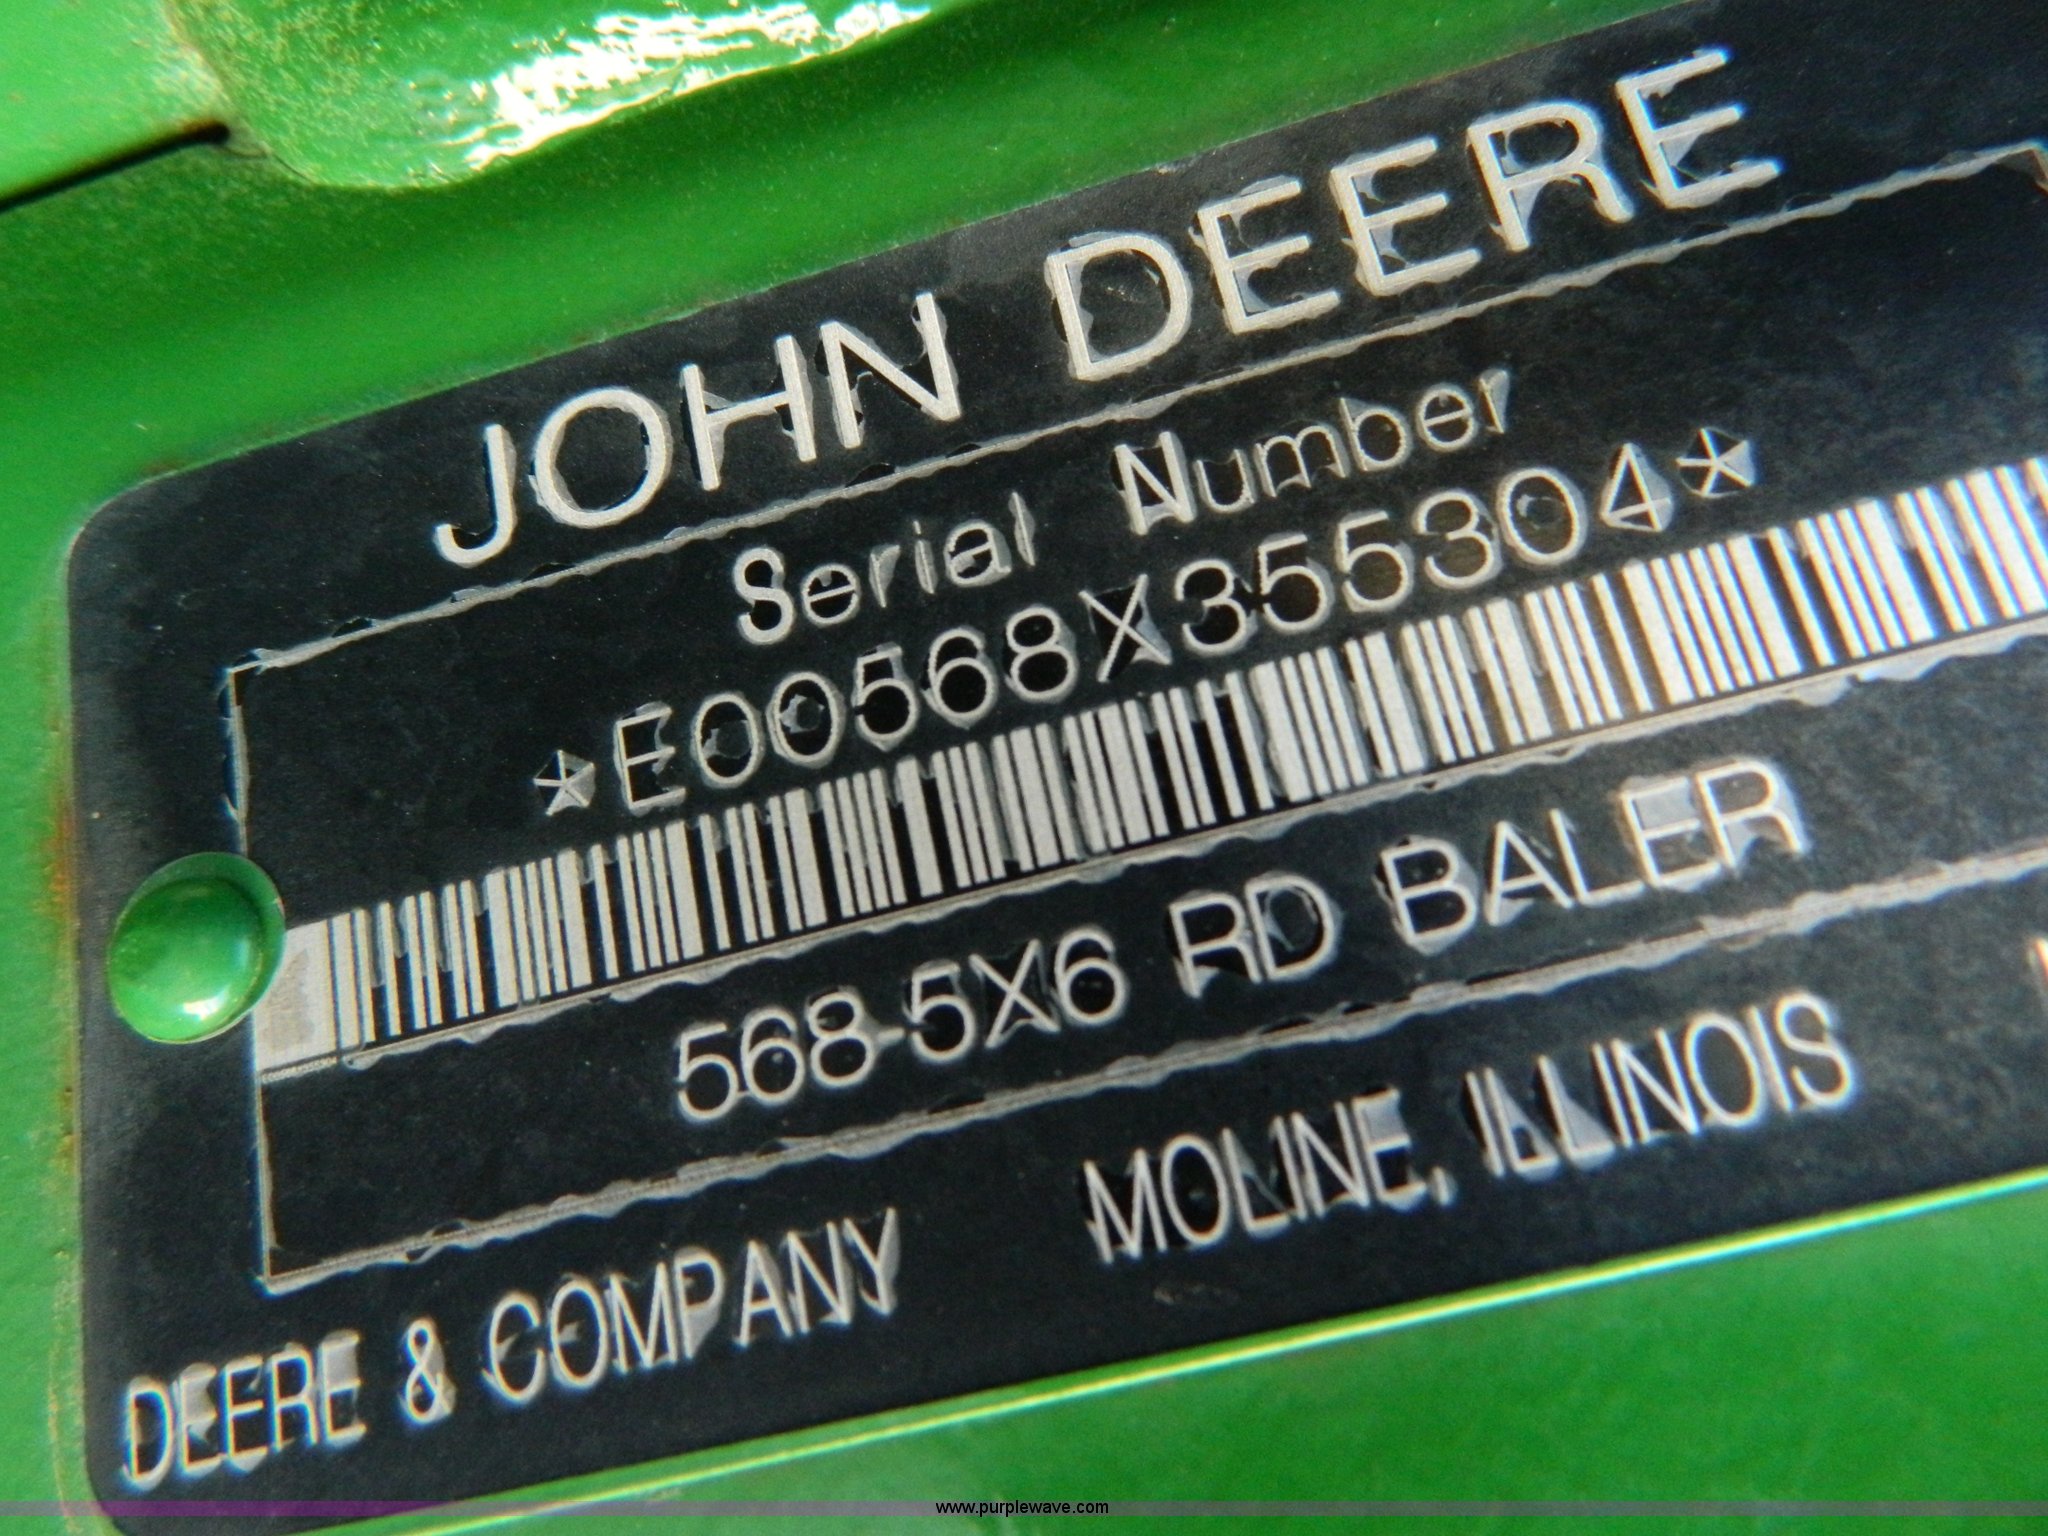 JOHN DEERE
Serial Number
*E00568X355304*
568-5X6 RD BALER
DEERE & COMPANY MOLINE, ILLINOIS
www.purplewave.com